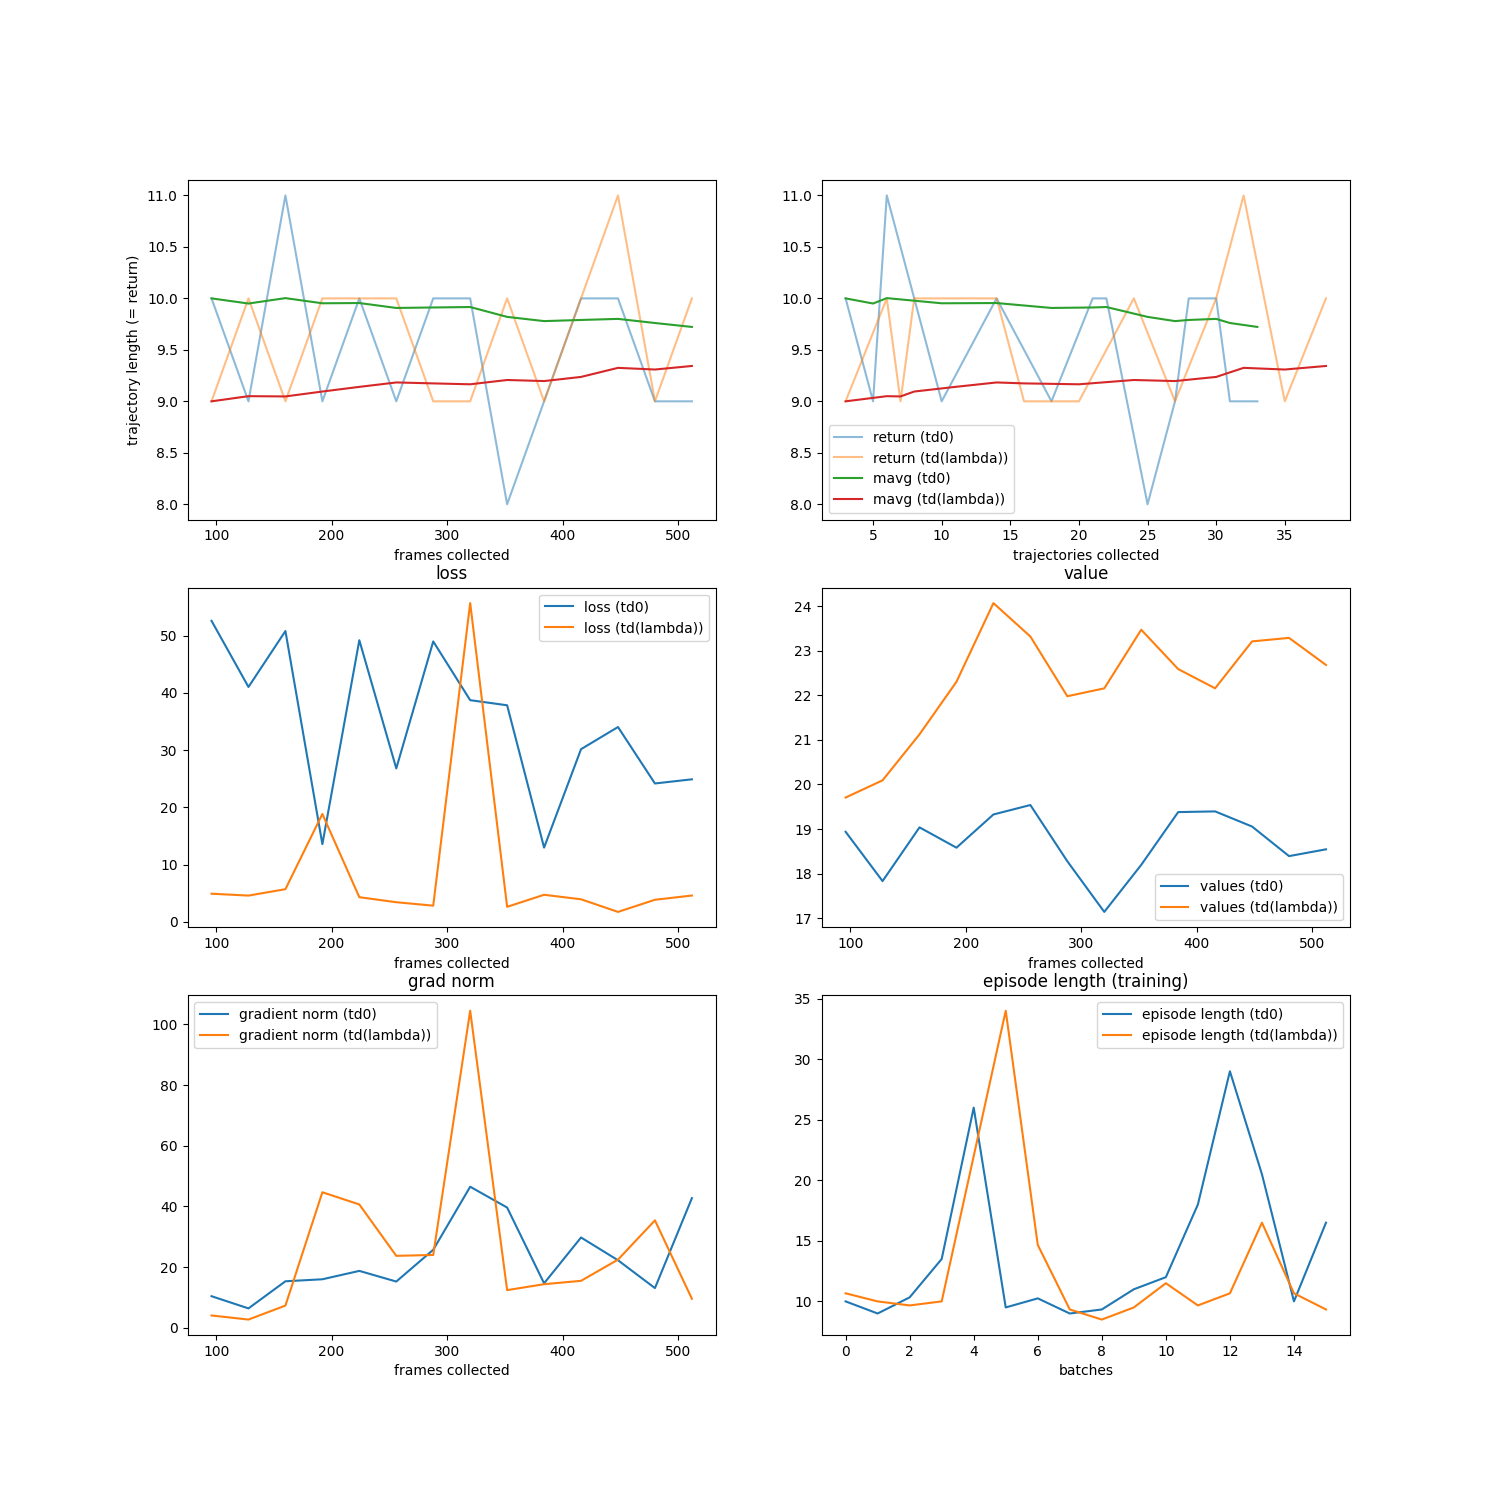 trajectory length (= return)
11.0
10.5
10.0
9.5
9.0
8.5
8.0
100 200 300 400 500
frames collected
11.0
10.5
10.0
9.5
9.0
8.5
8.0
return (td0)
return (td(lambda))
mavg (td0)
mavg (td(lambda))
5 10 15 20 25 30 35
trajectories collected
loss
loss (td0)
loss (td(lambda))
50
40
30
20
10
0
100 200 300 400 500
frames collected
value
24
23
22
21
20
19
18
17
values (td0)
values (td(lambda))
100 200 300 400 500
frames collected
grad norm
gradient norm (td0)
gradient norm (td(lambda))
100
80
60
40
20
0
100 200 300 400 500
frames collected
episode length (training)
episode length (td0)
episode length (td(lambda))
35
30
25
20
15
10
0 2 4 6 8 10 12 14
batches